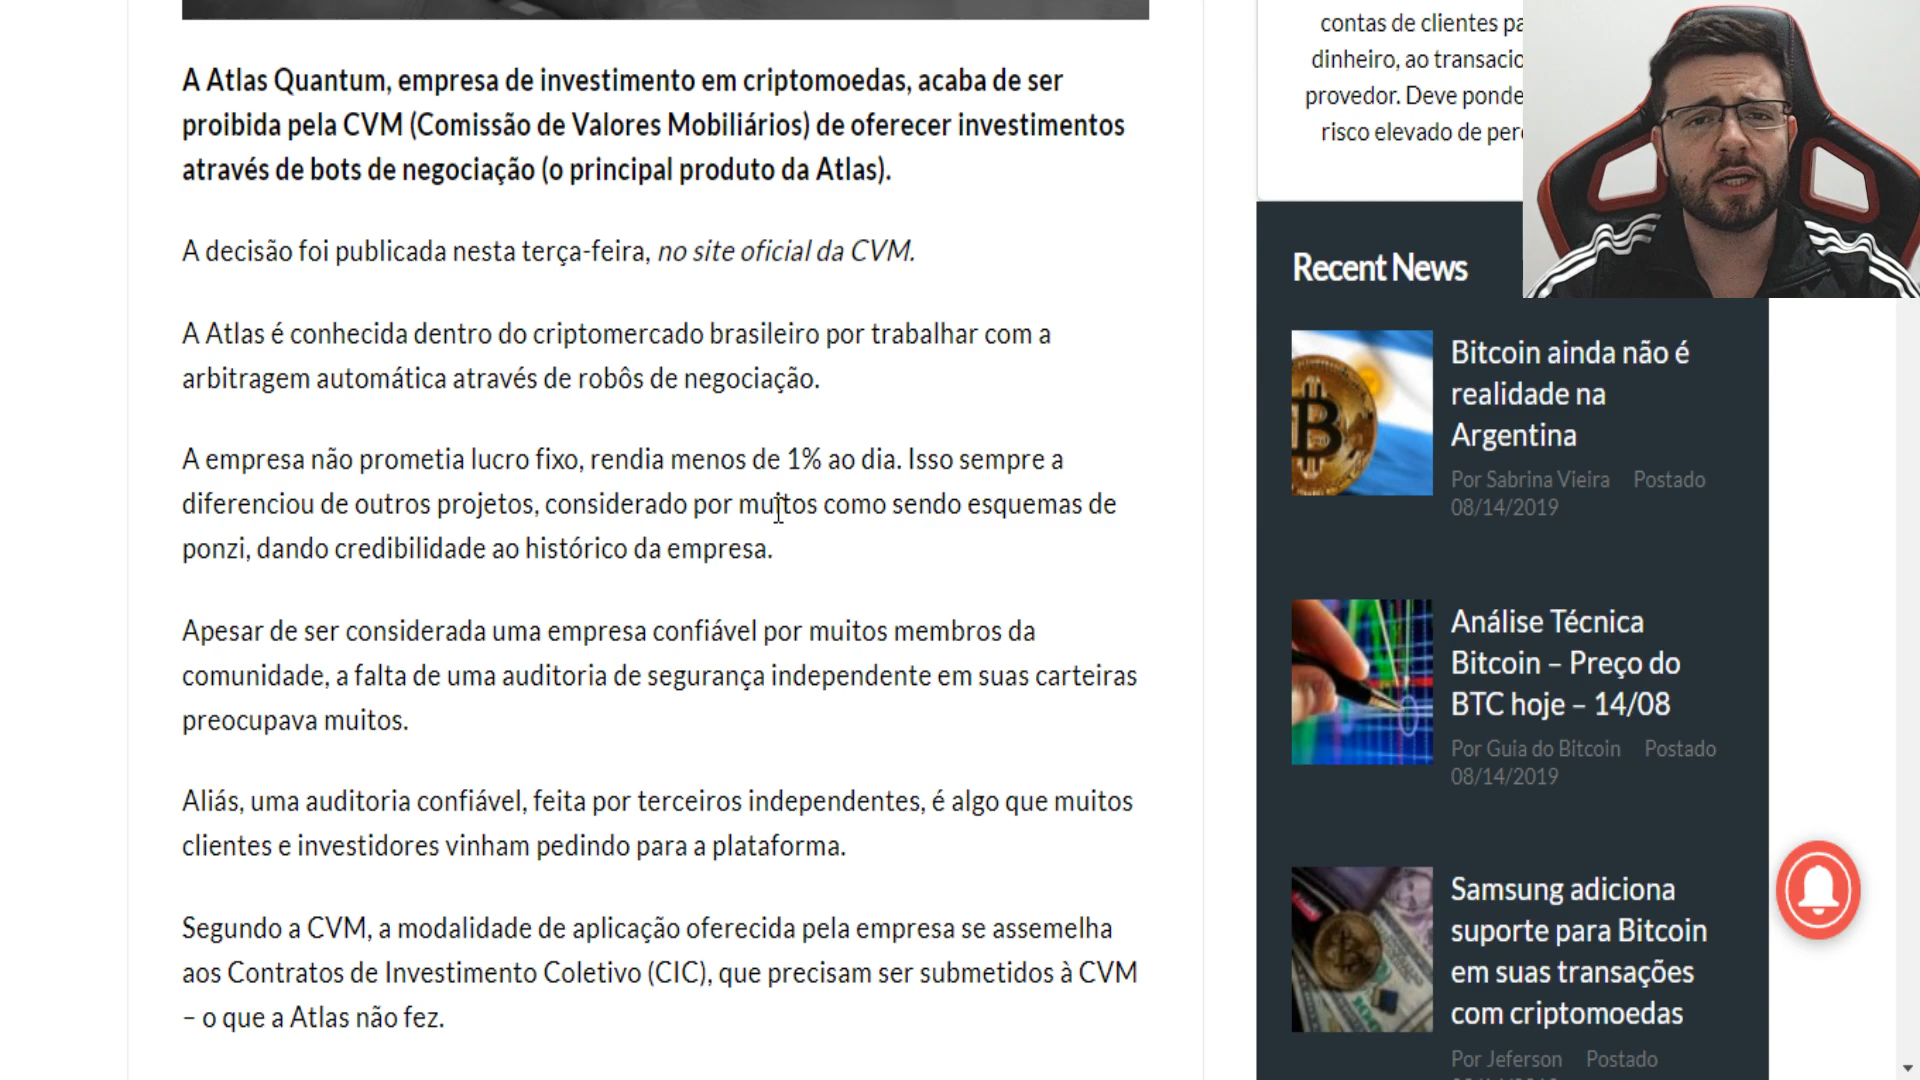 A Atlas Quantum, empresa de investimento em criptomoedas, acaba de ser
proibida pela CVM (Comissão de Valores Mobiliários) de oferecer investimentos
através de bots de negociação (o principal produto da Atlas).
A decisão foi publicada nesta terça-feira, no site oficial da CVM.
A Atlas é conhecida dentro do criptomercado brasileiro por trabalhar com a
arbitragem automática através de robôs de negociação.
A empresa não prometia lucro fixo, rendia menos de 1% ao dia. Isso sempre a
diferenciou de outros projetos, considerado por muitos como sendo esquemas de
ponzi, dando credibilidade ao histórico da empresa.
Apesar de ser considerada uma empresa confiável por muitos membros da
comunidade, a falta de uma auditoria de segurança independente em suas carteiras
preocupava muitos.
Aliás, uma auditoria confiável, feita por terceiros independentes, é algo que muitos
clientes e investidores vinham pedindo para a plataforma.
Segundo a CVM, a modalidade de aplicação oferecida pela empresa se assemelha
aos Contratos de Investimento Coletivo (CIC), que precisam ser submetidos à CVM
– o que a Atlas não fez.
contas de clientes
dinheiro, ao
provedor. Deve
risco elevado de
Recent News
Bitcoin ainda não é
realidade na
Argentina
Por Sabrina Vieira Postado
08/14/2019
Análise Técnica
Bitcoin – Preço do
BTC hoje – 14/08
Por Guia do Bitcoin Postado
08/14/2019
Samsung adiciona
suporte para Bitcoin
em suas transações
com criptomoedas
Por Jeferson Postado